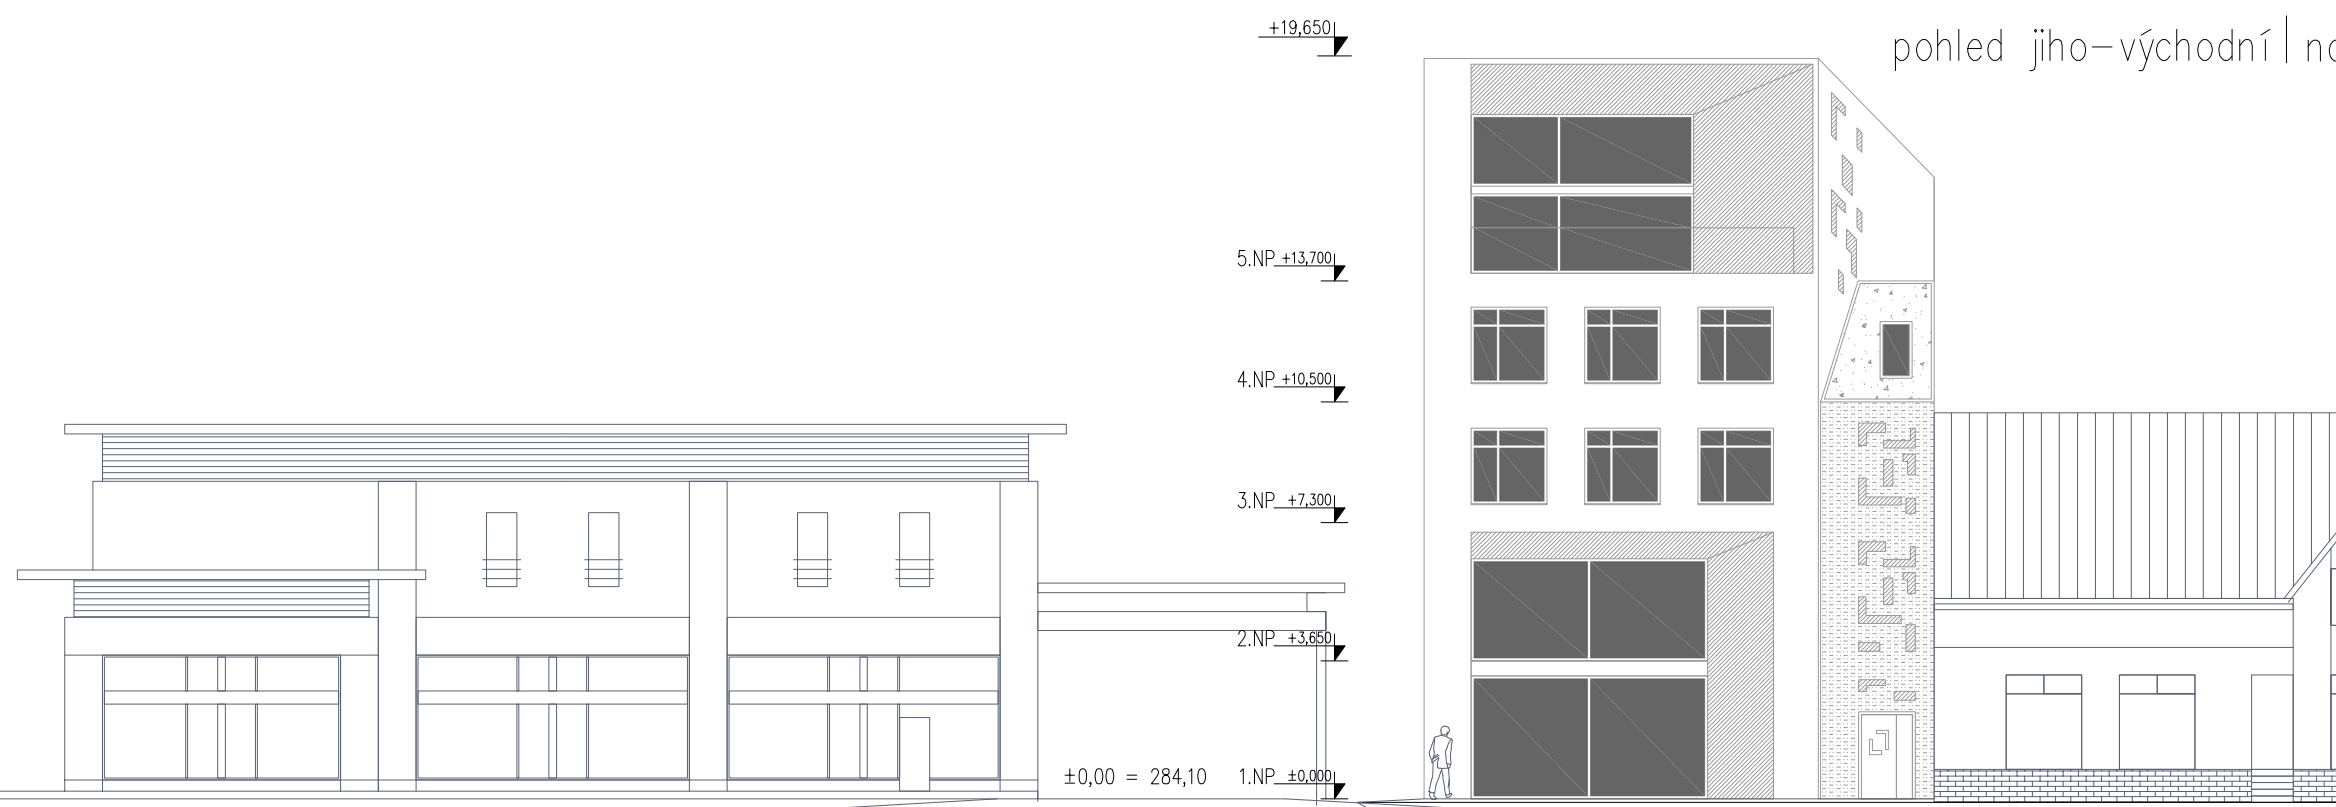 +19,650
pohled jiho-východní | no
5.NP +13,700
4.NP +10,500
3.NP +7,300
2.NP +3,650
±0,00 = 284,10
1.NP ±0,000